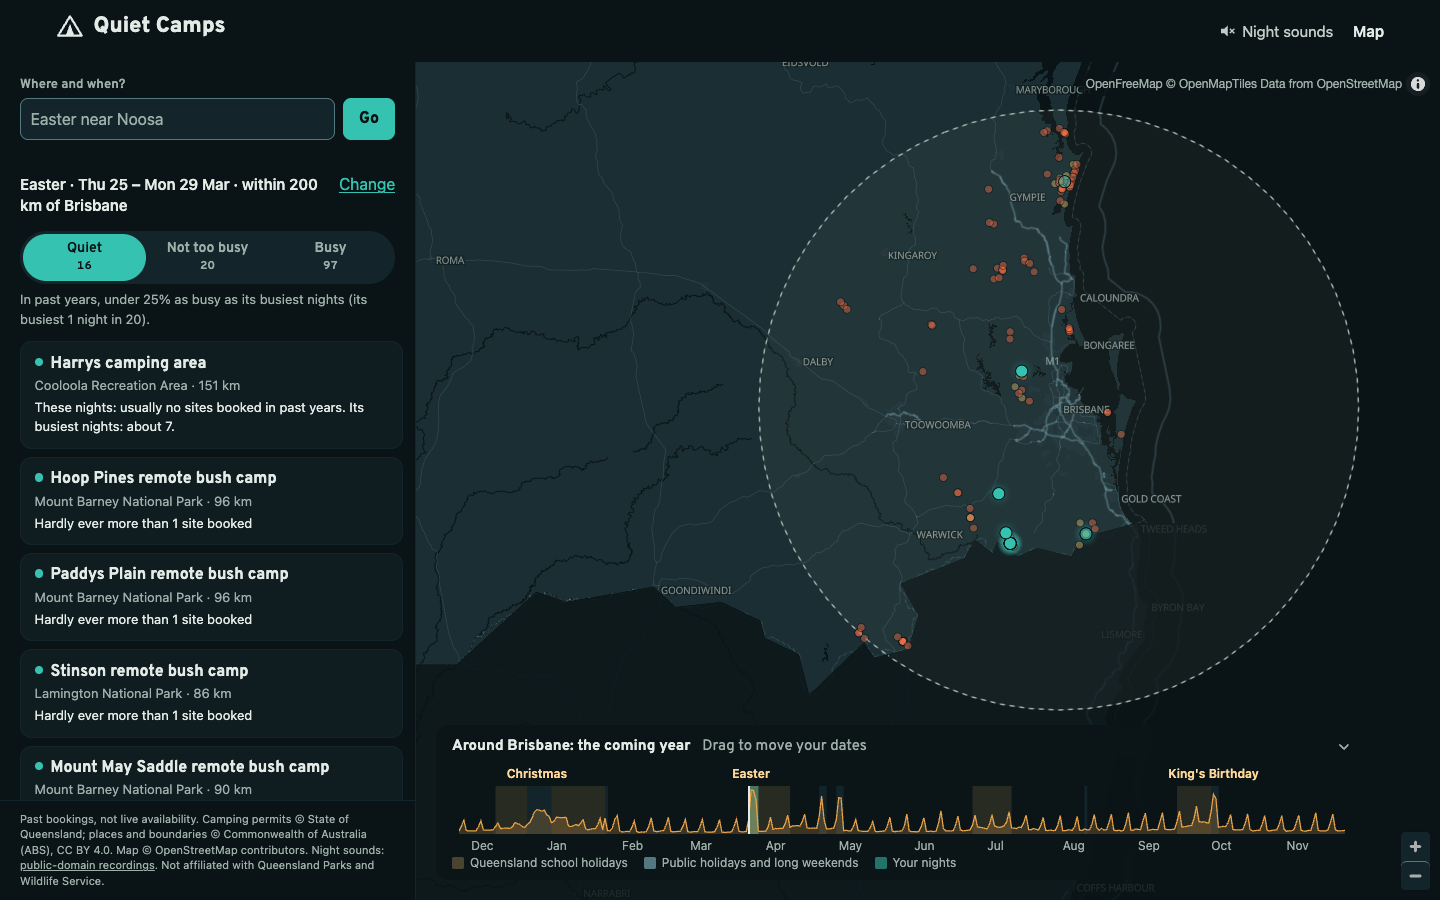 Quiet Camps
Night sounds
Map
Where and when?
Easter near Noosa
Go
Easter · Thu 25 – Mon 29 Mar · within 200
km of Brisbane
Change
Quiet
16
Not too busy
20
Busy
97
In past years, under 25% as busy as its busiest nights (its
busiest 1 night in 20).
Harrys camping area
Cooloola Recreation Area · 151 km
These nights: usually no sites booked in past years. Its
busiest nights: about 7.
Hoop Pines remote bush camp
Mount Barney National Park · 96 km
Hardly ever more than 1 site booked
Paddys Plain remote bush camp
Mount Barney National Park · 96 km
Hardly ever more than 1 site booked
Stinson remote bush camp
Lamington National Park · 86 km
Hardly ever more than 1 site booked
Mount May Saddle remote bush camp
Mount Barney National Park · 90 km
Past bookings, not live availability. Camping permits © State of
Queensland; places and boundaries © Commonwealth of Australia
(ABS), CC BY 4.0. Map © OpenStreetMap contributors. Night sounds:
public-domain recordings. Not affiliated with Queensland Parks and
Wildlife Service.
EIDSVOLD
MARYBOROUG
OpenFreeMap © OpenMapTiles Data from OpenStreetMap
GYMPIE
KINGAROY
ROMA
CALOUNDRA
BONGAREE
DALBY
M1
BRISBANE
TOOWOOMBA
GOLD COAST
TWEED HEADS
WARWICK
GOONDIWINDI
BYRON BAY
LISMORE
Around Brisbane: the coming year
Drag to move your dates
Christmas
Easter
King's Birthday
Dec
Jan
Feb
Mar
Apr
May
Jun
Jul
Aug
Sep
Oct
Nov
Queensland school holidays
Public holidays and long weekends
Your nights
NARRABRI
COFFS HARBOUR
+
−